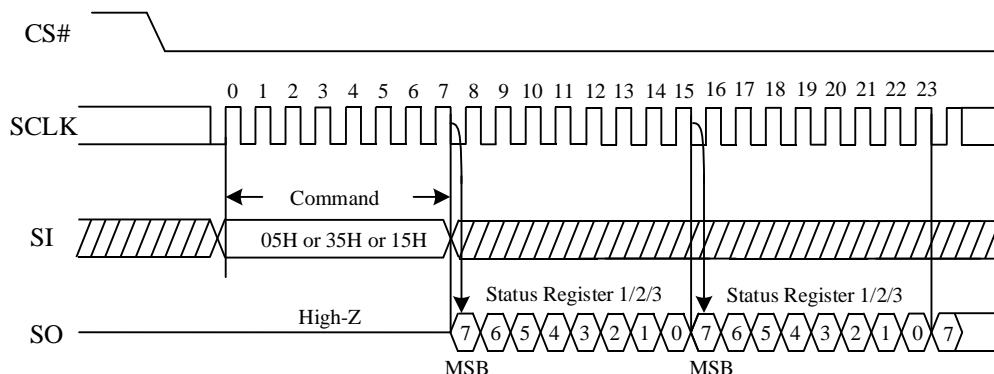 CS#
0 1 2 3 4 5 6 7 8 9 10 11 12 13 14 15 16 17 18 19 20 21 22 23
SCLK
Command
SI
05H or 35H or 15H
Status Register 1/2/3 Status Register 1/2/3
High-Z
SO
7 6 5 4 3 2 1 0 7 6 5 4 3 2 1 0 7
MSB MSB